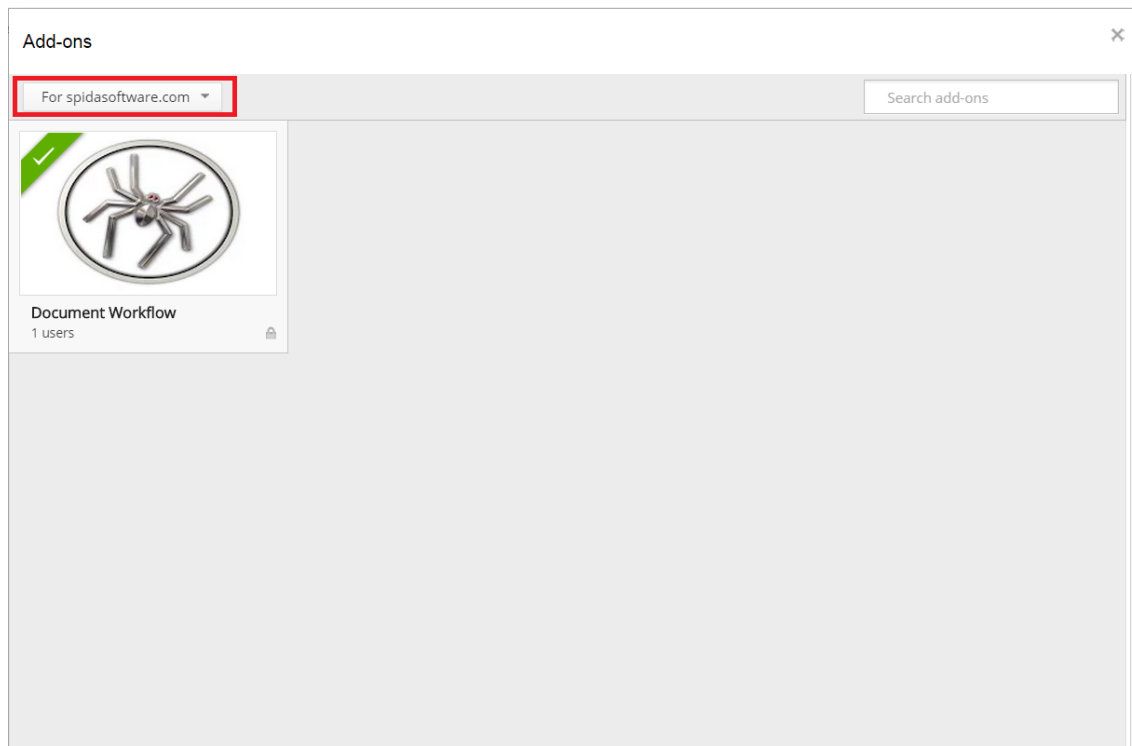 Add-ons
For spidasoftware.com
Search add-ons
Document Workflow
1 users